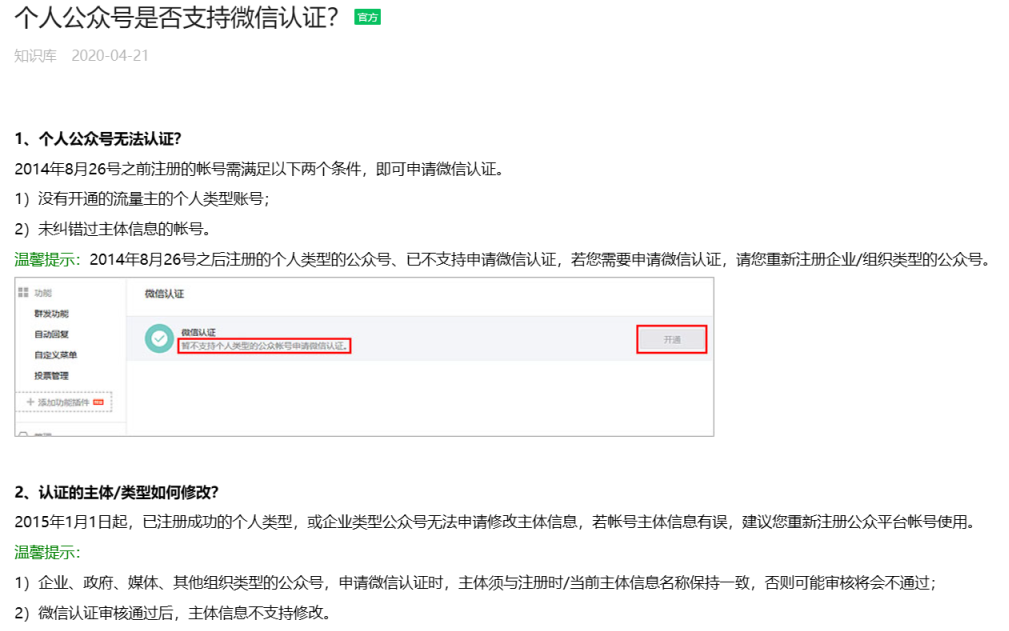 个人公众号是否支持微信认证？ 官方
知识库 2020-04-21
1、个人公众号无法认证？
2014年8月26号之前注册的帐号需满足以下两个条件，即可申请微信认证。
1）没有开通的流量主的个人类型账号；
2）未纠错过主体信息的帐号。
温馨提示：2014年8月26号之后注册的个人类型的公众号、已不支持申请微信认证，若您需要申请微信认证，请您重新注册企业/组织类型的公众号。
功能
微信认证
群发功能
自动回复
自定义菜单
投票管理
+ 添加功能插件
微信认证
暂不支持个人类型的公众帐号申请微信认证。
开通
2、认证的主体/类型如何修改？
2015年1月1日起，已注册成功的个人类型，或企业类型公众号无法申请修改主体信息，若帐号主体信息有误，建议您重新注册公众平台帐号使用。
温馨提示：
1）企业、政府、媒体、其他组织类型的公众号，申请微信认证时，主体须与注册时/当前主体信息名称保持一致，否则可能审核将会不通过；
2）微信认证审核通过后，主体信息不支持修改。